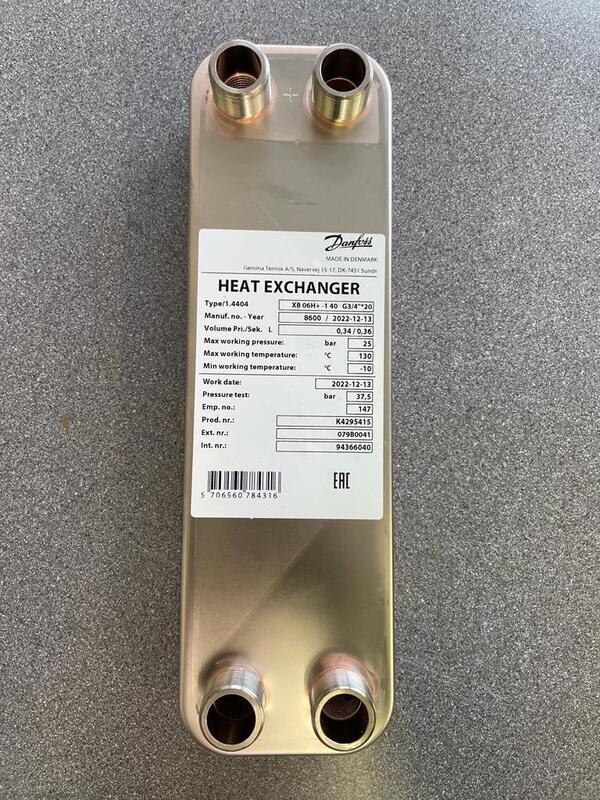 Danfoss
MADE IN DENMARK
Gemina Termix A/S, Navervej 15-17, DK-7451 Sunds
HEAT EXCHANGER
Type/1.4404 XB 06H+ -1 40 G3/4"*20
Manuf. no. - Year 8600 / 2022-12-13
Volume Pri./Sek. L 0,34 / 0,36
Max working pressure: bar 25
Max working temperature: °C 130
Min working temperature: °C -10
Work date: 2022-12-13
Pressure test: bar 37,5
Emp. no.: 147
Prod. nr.: K4295415
Ext. nr.: 079B0041
Int. nr.: 94366040
5 706560 784316
EAC